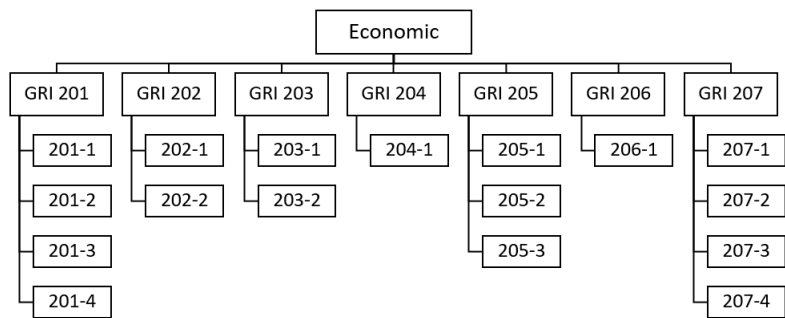 Economic
GRI 201
GRI 202
GRI 203
GRI 204
GRI 205
GRI 206
GRI 207
201-1
202-1
203-1
204-1
205-1
206-1
207-1
201-2
202-2
203-2
205-2
207-2
201-3
205-3
207-3
201-4
207-4